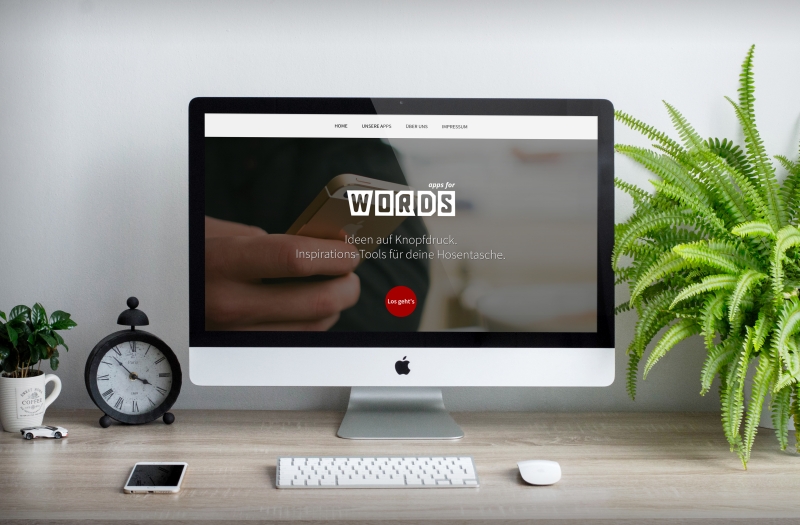 HOME UNSERE APPS ÜBER UNS IMPRESSUM
apps for
WORDS
Ideen auf Knopfdruck.
Inspirations-Tools für deine Hosentasche.
Los geht's
COFFEE